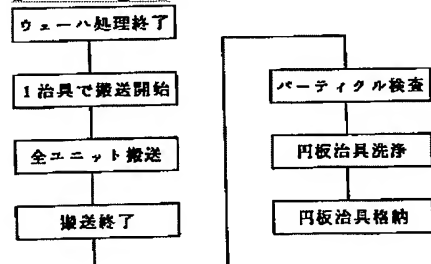 ウェーハ処理終了
1治具で搬送開始
全ユニット搬送
搬送終了
パーティクル検査
円板治具洗浄
円板治具格納